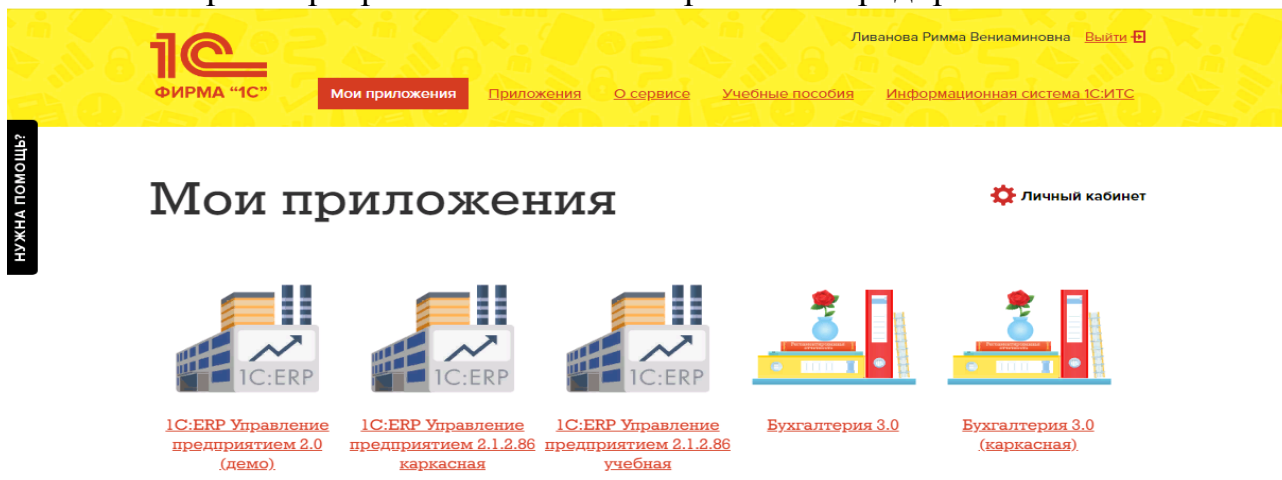 Ливанова Римма Вениаминовна Выйти
1С
ФИРМА “1С”
Мои приложения Приложения О сервисе Учебные пособия Информационная система 1С:ИТС
НУЖНА ПОМОЩЬ?
Мои приложения
Личный кабинет
1C:ERP 1C:ERP 1C:ERP
1С:ERP Управление предприятием 2.0 (демо)
1С:ERP Управление предприятием 2.1.2.86 каркасная
1С:ERP Управление предприятием 2.1.2.86 учебная
Бухгалтерия 3.0
Бухгалтерия 3.0 (каркасная)